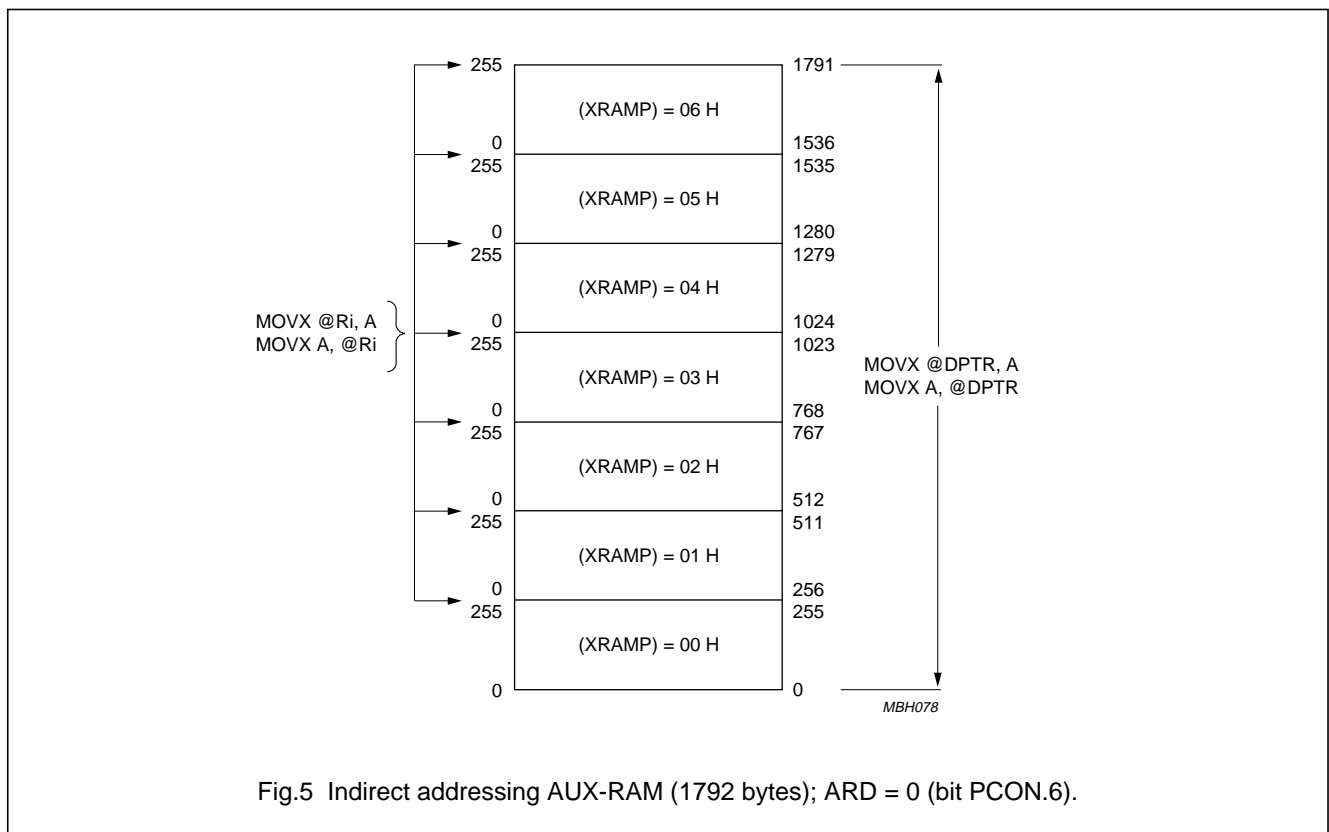 255
1791
(XRAMP) = 06 H
0
1536
255
1535
(XRAMP) = 05 H
0
1280
255
1279
(XRAMP) = 04 H
MOVX @Ri, A
MOVX A, @Ri
0
1024
255
1023
MOVX @DPTR, A
MOVX A, @DPTR
(XRAMP) = 03 H
0
768
255
767
(XRAMP) = 02 H
0
512
255
511
(XRAMP) = 01 H
0
256
255
255
(XRAMP) = 00 H
0
0
MBH078
Fig.5 Indirect addressing AUX-RAM (1792 bytes); ARD = 0 (bit PCON.6).